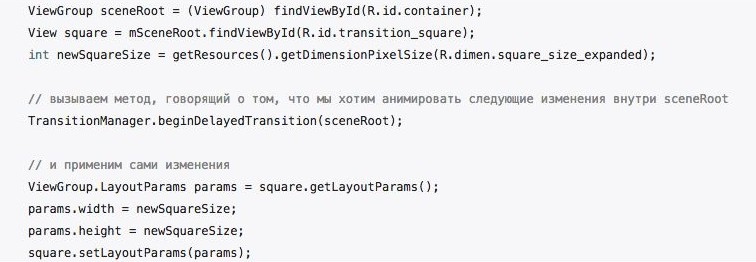 ViewGroup sceneRoot = (ViewGroup) findViewById(R.id.container);
View square = mSceneRoot.findViewById(R.id.transition_square);
int newSquareSize = getResources().getDimensionPixelSize(R.dimen.square_size_expanded);
// вызываем метод, говорящий о том, что мы хотим анимировать следующие изменения внутри sceneRoot
TransitionManager.beginDelayedTransition(sceneRoot);
// и применим сами изменения
ViewGroup.LayoutParams params = square.getLayoutParams();
params.width = newSquareSize;
params.height = newSquareSize;
square.setLayoutParams(params);